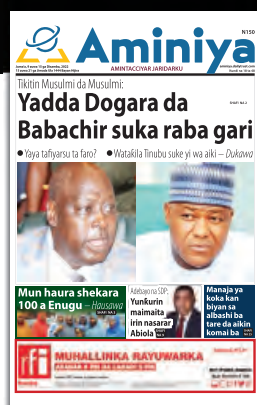 N150
Aminiya
AMINTACCIYAR JARIDARKU
Tikitin Musulmi da Musulmi:
Yadda Dogara da
Babachir suka raba gari
● Yaya tafiyarsu ta faro? ● Wataƙila Tinubu suke yi wa aiki – Dukawa
Mun haura shekara
100 a Enugu – Hausawa
Adebayo na SDP:
Yunƙurin
maimaita
irin nasarar
Abiola
Manaja ya
koka kan
biyan sa
albashi ba
tare da aikin
komai ba
rfi
MUHALLINKA RAYUWARKA